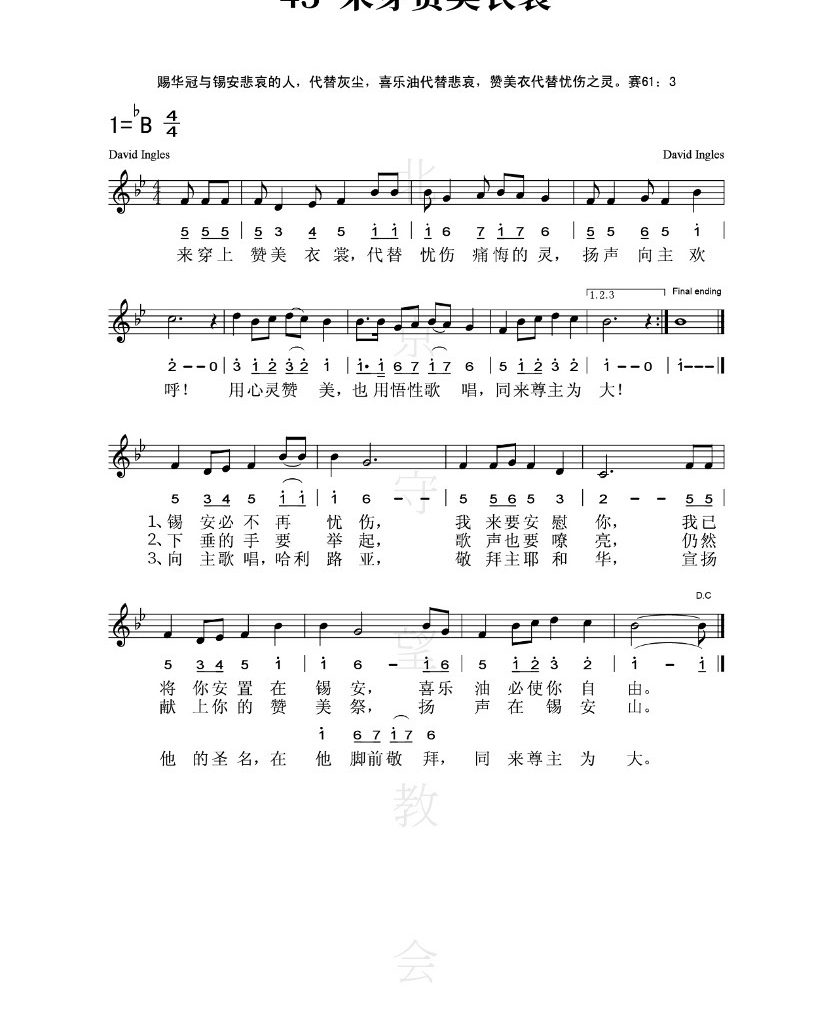 赐华冠与锡安悲哀的人，代替灰尘，喜乐油代替悲哀，赞美衣代替忧伤之灵。赛61：3
1=♭B 4/4
David Ingles David Ingles
5 5 5 | 5 3 4 5 1 1 | 1 6 7 1 7 6 | 5 5 6 5 1 |
来穿上 赞美 衣 裳，代替 忧伤 痛悔的 灵， 扬声 向主 欢
1.2.3 Final ending
2 - - 0 | 3 1 2 3 2 | 1· 1 6 7 1 7 6 | 5 1 2 3 2 | 1 - - 0 | 1 - - - ‖
呼！ 用心灵赞 美，也 用悟性歌 唱，同来尊主为 大！
5 3 4 5 1 1 | 1 6 - - | 5 5 6 5 3 | 2 - - 5 5
1、锡 安必 不 再 忧 伤， 我 来要 安 慰 你， 我已
2、下 垂的 手 要 举 起， 歌 声也 要 嘹 亮， 仍然
3、向 主歌 唱，哈利 路 亚， 敬 拜主 耶 和 华， 宣扬
D.C
5 3 4 5 1 | 1 6 - 1 6 | 5 1 2 3 2 | 1 - 1 ‖
将 你安 置 在 锡 安， 喜乐 油 必使你 自 由。
献 上你 的 赞 美 祭， 扬 声 在 锡 安 山。
1 6 7 1 7 6
他 的圣 名，在 他 脚前敬 拜， 同 来尊主 为 大。
北
京
守
望
教
会